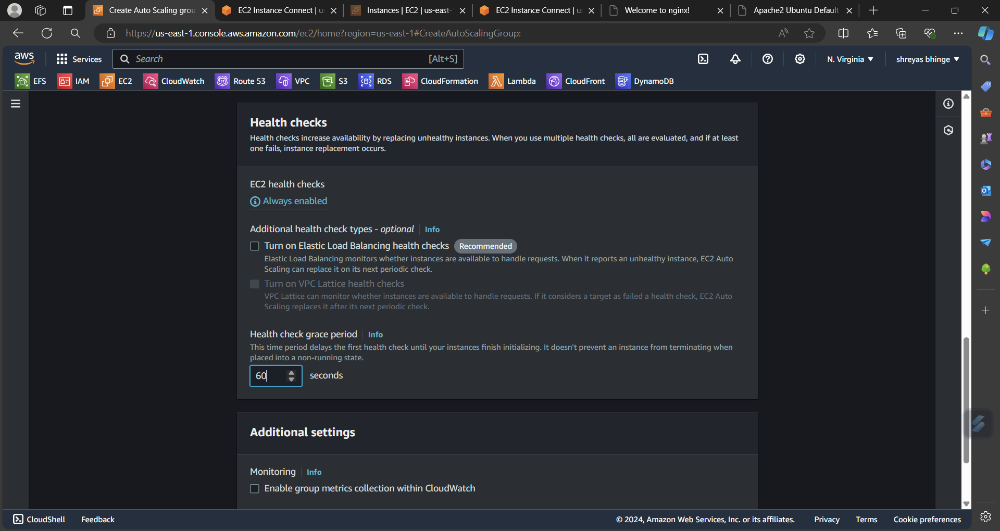 Create Auto Scaling grou
EC2 Instance Connect | us
Instances | EC2 | us-east-
EC2 Instance Connect | us
Welcome to nginx!
Apache2 Ubuntu Default
https://us-east-1.console.aws.amazon.com/ec2/home?region=us-east-1#CreateAutoScalingGroup:
aws
Services
Search
[Alt+S]
N. Virginia
shreyas bhinge
EFS
IAM
EC2
CloudWatch
Route 53
VPC
S3
RDS
CloudFormation
Lambda
CloudFront
DynamoDB
Health checks
Health checks increase availability by replacing unhealthy instances. When you use multiple health checks, all are evaluated, and if at least
one fails, instance replacement occurs.
EC2 health checks
Always enabled
Additional health check types - optional
Info
Turn on Elastic Load Balancing health checks
Recommended
Elastic Load Balancing monitors whether instances are available to handle requests. When it reports an unhealthy instance, EC2 Auto
Scaling can replace it on its next periodic check.
Turn on VPC Lattice health checks
VPC Lattice can monitor whether instances are available to handle requests. If it considers a target as failed a health check, EC2 Auto
Scaling replaces it after its next periodic check.
Health check grace period
Info
This time period delays the first health check until your instances finish initializing. It doesn't prevent an instance from terminating when
placed into a non-running state.
60
seconds
Additional settings
Monitoring
Info
Enable group metrics collection within CloudWatch
CloudShell
Feedback
© 2024, Amazon Web Services, Inc. or its affiliates.
Privacy
Terms
Cookie preferences